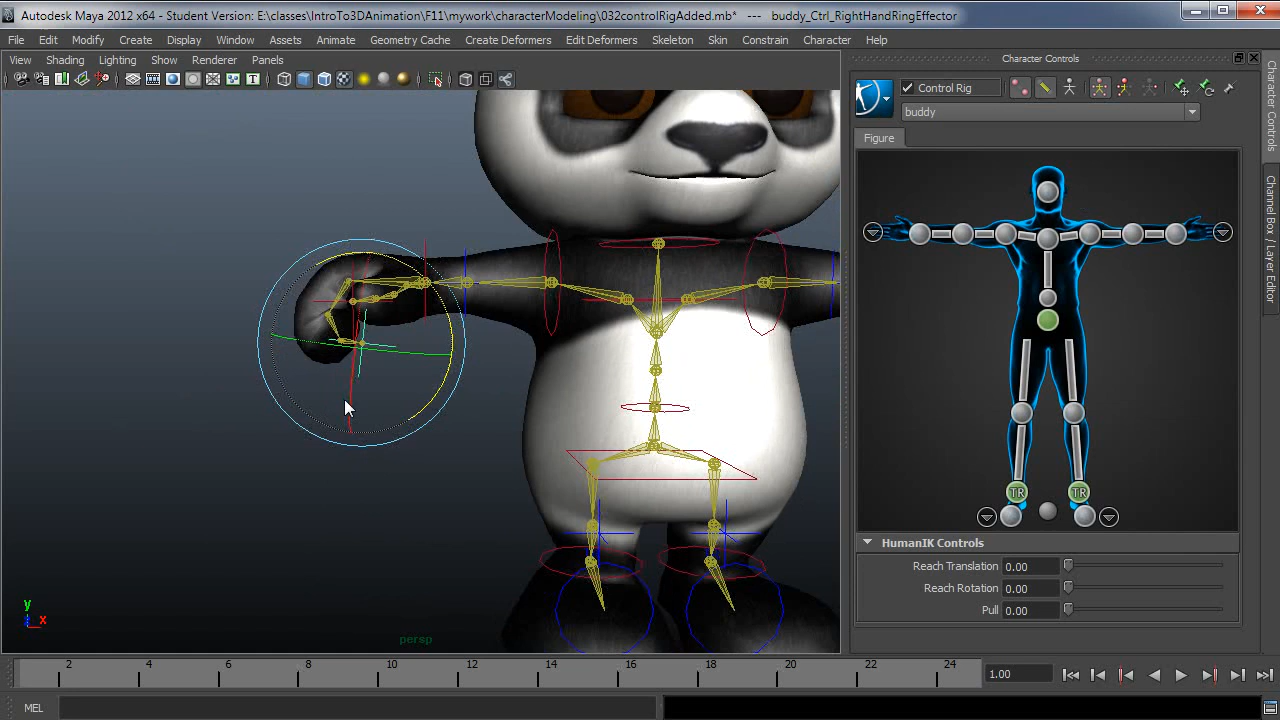 Autodesk Maya 2012 x64 - Student Version: E:\classes\IntroTo3DAnimation\F11\mywork\characterModeling\032controlRigAdded.mb* --- buddy_Ctrl_RightHandRingEffector
File Edit Modify Create Display Window Assets Animate Geometry Cache Create Deformers Edit Deformers Skeleton Skin Constrain Character Help
View Shading Lighting Show Renderer Panels
Character Controls
Control Rig
buddy
Figure
T
TR TR
HumanIK Controls
Reach Translation 0.00
Reach Rotation 0.00
Pull 0.00
Character Controls
Channel Box / Layer Editor
y
x
persp
2 4 6 8 10 12 14 16 18 20 22 24 1.00
MEL